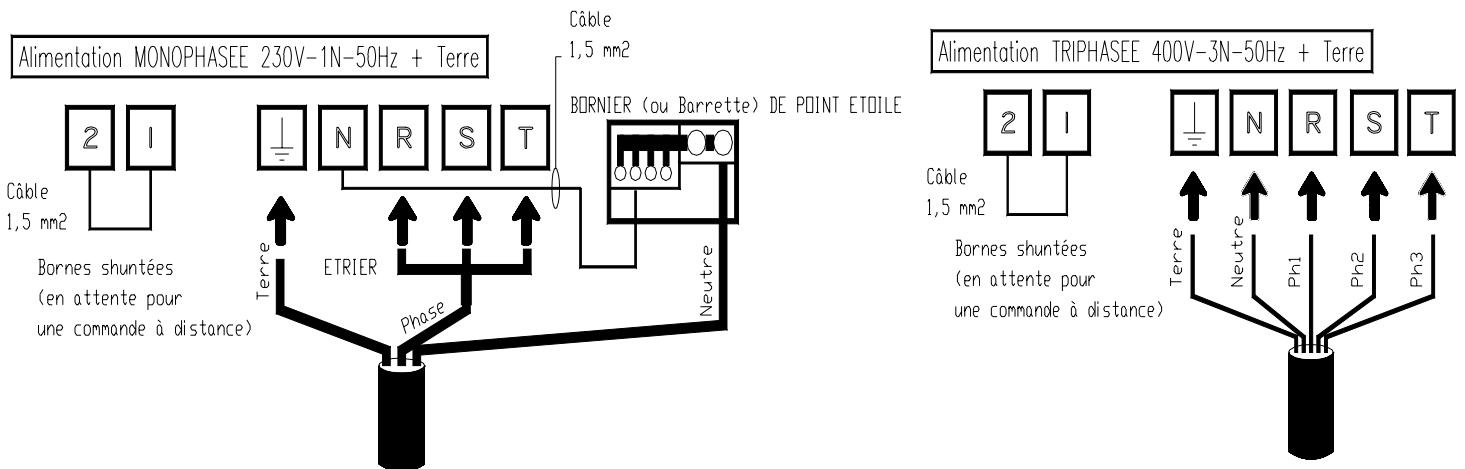 Alimentation MONOPHASEE 230V-1N-50Hz + Terre
Câble
1,5 mm2
BORNIER (ou Barrette) DE POINT ETOILE
2 1 N R S T
Câble
1,5 mm2
Bornes shuntées
(en attente pour
une commande à distance)
Terre
ETRIER
Phase
Neutre
Alimentation TRIPHASEE 400V-3N-50Hz + Terre
2 1 N R S T
Câble
1,5 mm2
Bornes shuntées
(en attente pour
une commande à distance)
Terre
Neutre
Ph1
Ph2
Ph3